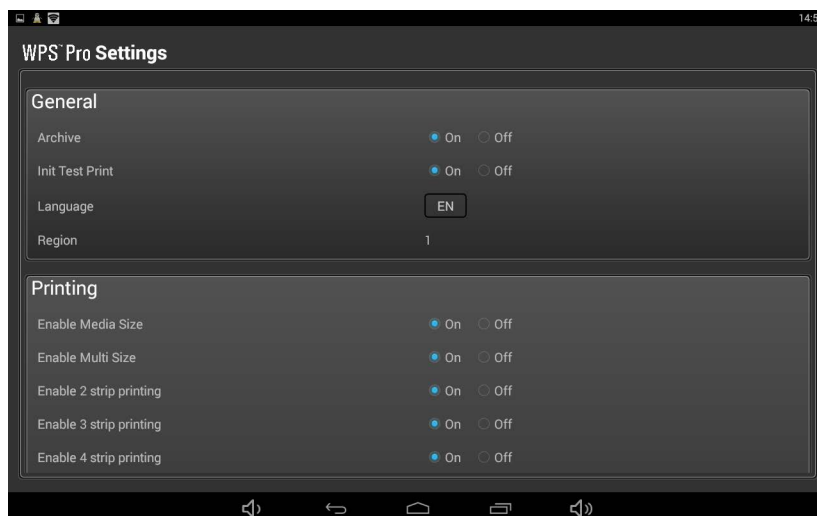 14:5
WPS Pro Settings
General
Archive On Off
Init Test Print On Off
Language EN
Region 1
Printing
Enable Media Size On Off
Enable Multi Size On Off
Enable 2 strip printing On Off
Enable 3 strip printing On Off
Enable 4 strip printing On Off